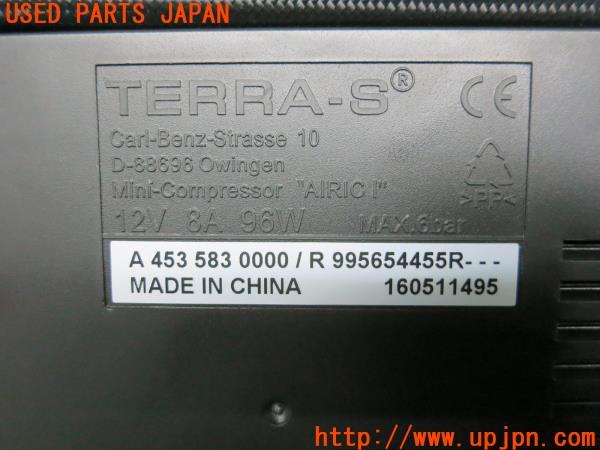 USED PARTS JAPAN
TERRA-S®
CE
Carl-Benz-Strasse 10
D-88696 Owingen
Mini-Compressor "AIRIC I"
>PP<
12V 8A 96W MAX.6bar
A 453 583 0000 / R 995654455R- - -
MADE IN CHINA 160511495
UPJ http://www.upjpn.com